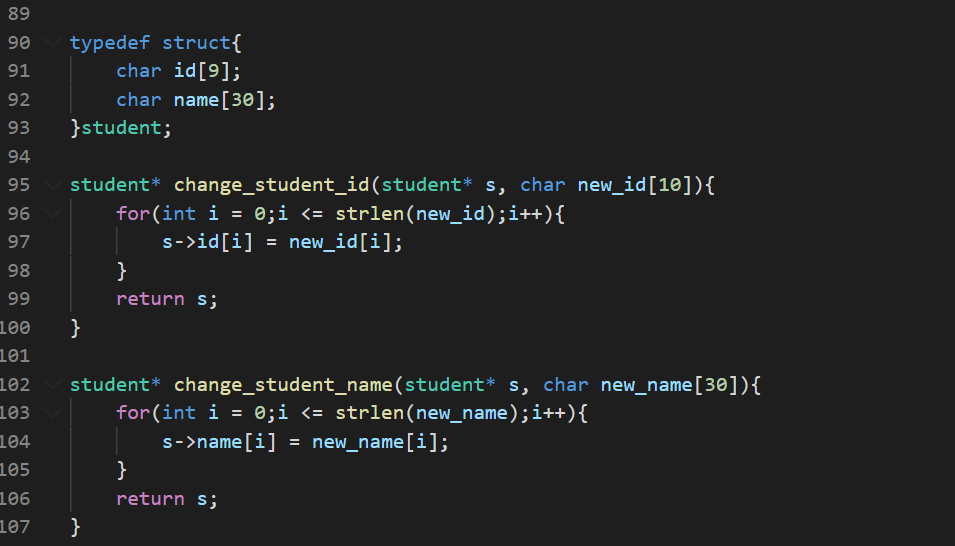 89
90 typedef struct{
91     char id[9];
92     char name[30];
93 }student;
94
95 student* change_student_id(student* s, char new_id[10]){
96     for(int i = 0;i <= strlen(new_id);i++){
97         s->id[i] = new_id[i];
98     }
99     return s;
100 }
101
102 student* change_student_name(student* s, char new_name[30]){
103     for(int i = 0;i <= strlen(new_name);i++){
104         s->name[i] = new_name[i];
105     }
106     return s;
107 }